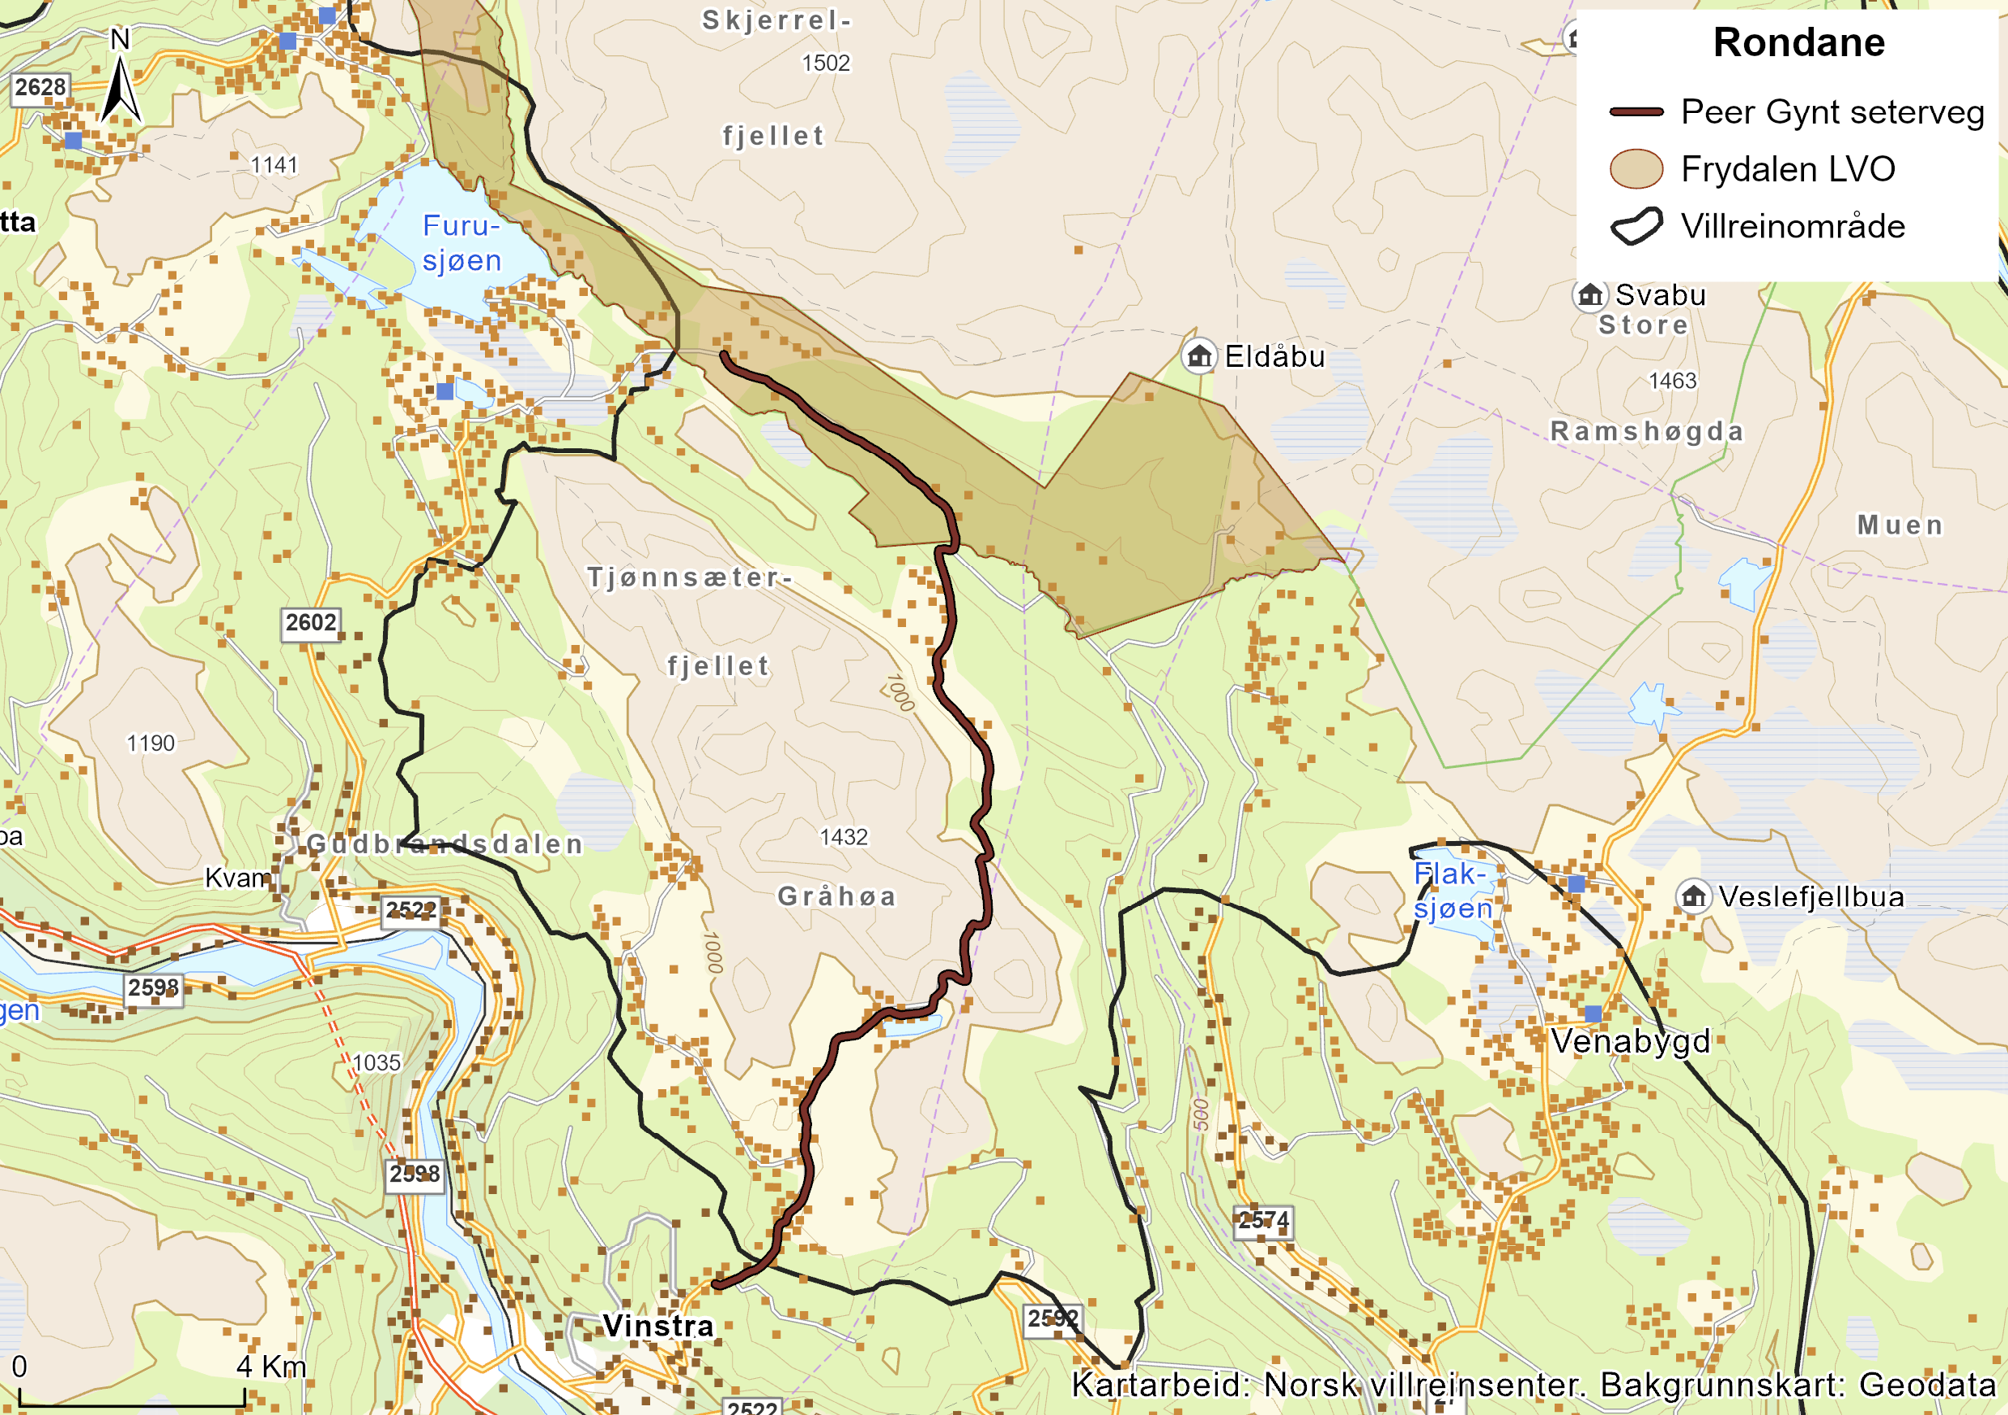 Rondane
Peer Gynt seterveg
Frydalen LVO
Villreinområde
N
2628
Skjerrel-
1502
fjellet
1141
tta
Furu-
sjøen
Svabu
Store
Eldåbu
1463
Ramshøgda
Muen
Tjønnsæter-
2602
fjellet
1000
1190
1432
Gudbrandsdalen
Kvam
Gråhøa
Flak-
sjøen
Veslefjellbua
2522
1000
2598
gen
Venabygd
1035
500
2598
2574
Vinstra
2592
0 4 Km
Kartarbeid: Norsk villreinsenter. Bakgrunnskart: Geodata
2522